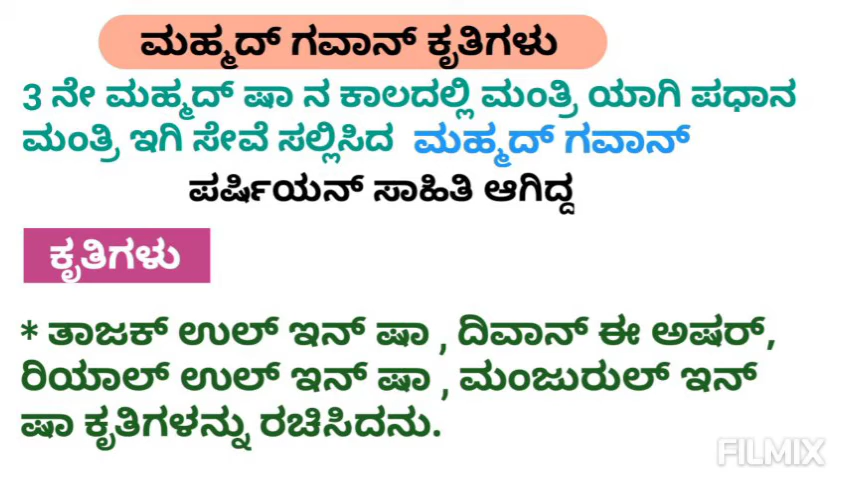 ಮಹ್ಮದ್ ಗವಾನ್ ಕೃತಿಗಳು
3 ನೇ ಮಹ್ಮದ್ ಷಾ ನ ಕಾಲದಲ್ಲಿ ಮಂತ್ರಿ ಯಾಗಿ ಪಧಾನ
ಮಂತ್ರಿ ಇಗಿ ಸೇವೆ ಸಲ್ಲಿಸಿದ ಮಹ್ಮದ್ ಗವಾನ್
ಪರ್ಷಿಯನ್ ಸಾಹಿತಿ ಆಗಿದ್ದ
ಕೃತಿಗಳು
* ತಾಜಕ್ ಉಲ್ ಇನ್ ಷಾ , ದಿವಾನ್ ಈ ಅಷರ್,
ರಿಯಾಲ್ ಉಲ್ ಇನ್ ಷಾ , ಮಂಜುರುಲ್ ಇನ್
ಷಾ ಕೃತಿಗಳನ್ನು ರಚಿಸಿದನು.
FILMIX